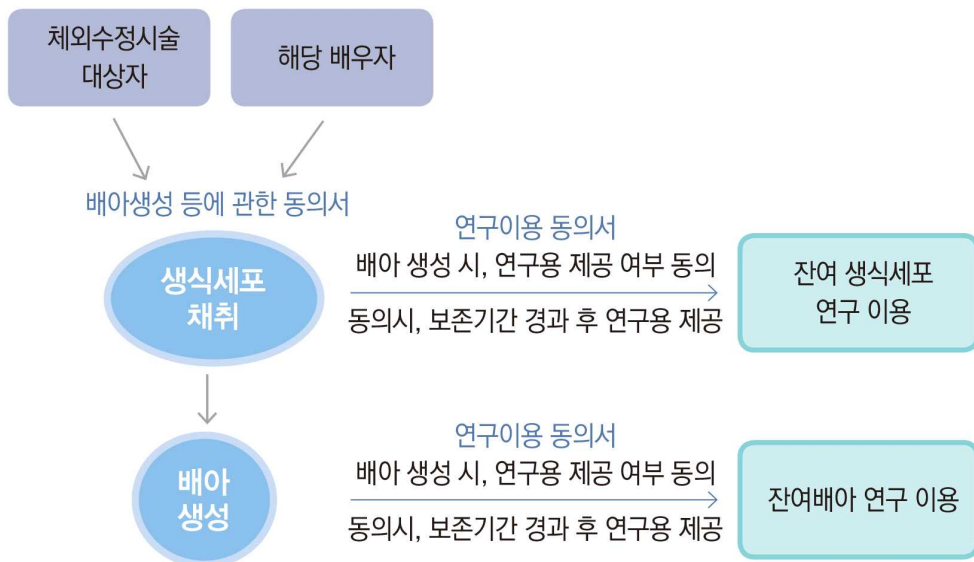 체외수정시술
대상자
해당 배우자
배아생성 등에 관한 동의서
생식세포
채취
연구이용 동의서
배아 생성 시, 연구용 제공 여부 동의
동의시, 보존기간 경과 후 연구용 제공
잔여 생식세포
연구 이용
배아
생성
연구이용 동의서
배아 생성 시, 연구용 제공 여부 동의
동의시, 보존기간 경과 후 연구용 제공
잔여배아 연구 이용